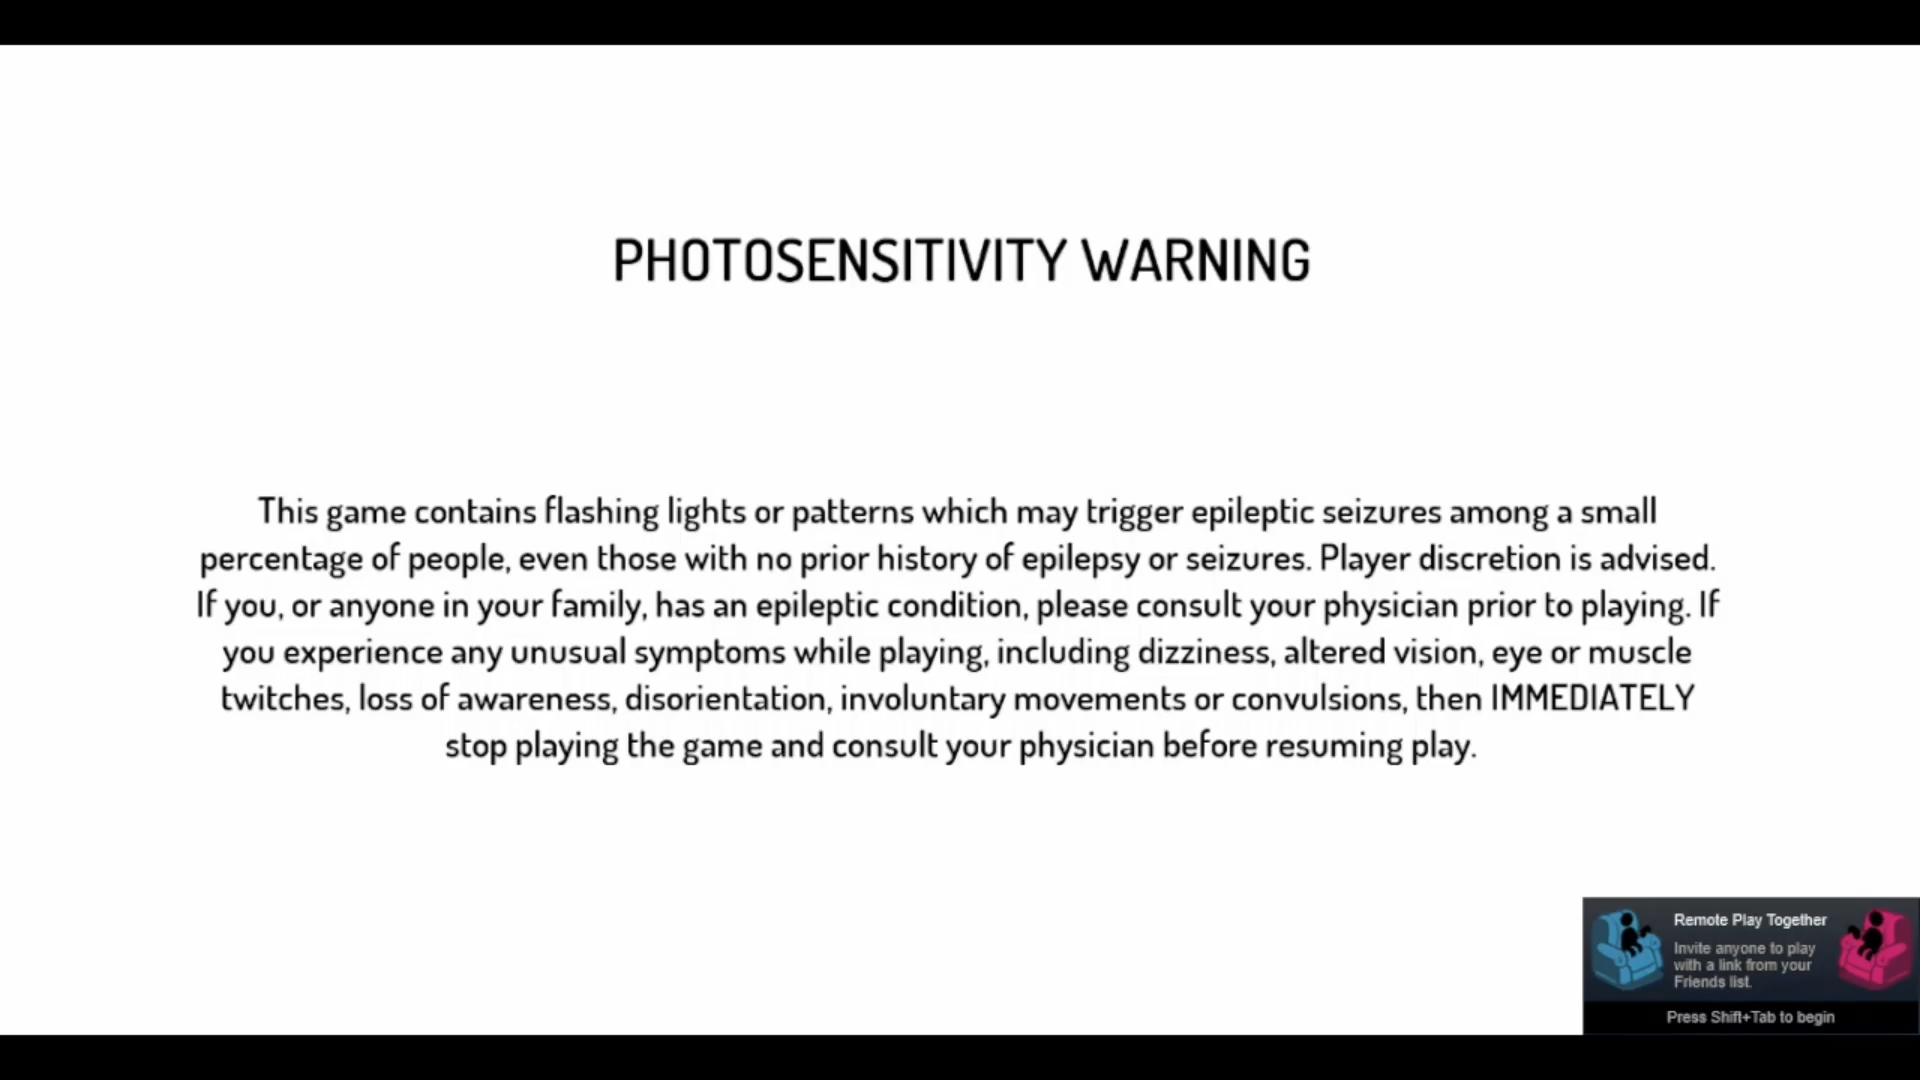 PHOTOSENSITIVITY WARNING
This game contains flashing lights or patterns which may trigger epileptic seizures among a small
percentage of people, even those with no prior history of epilepsy or seizures. Player discretion is advised.
If you, or anyone in your family, has an epileptic condition, please consult your physician prior to playing. If
you experience any unusual symptoms while playing, including dizziness, altered vision, eye or muscle
twitches, loss of awareness, disorientation, involuntary movements or convulsions, then IMMEDIATELY
stop playing the game and consult your physician before resuming play.
Remote Play Together
Invite anyone to play
with a link from your
Friends list.
Press Shift+Tab to begin